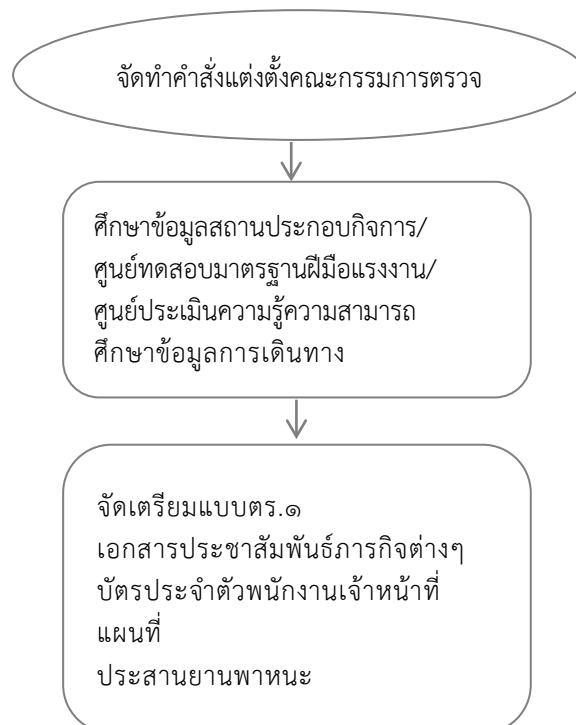 จัดทำคำสั่งแต่งตั้งคณะกรรมการตรวจ
ศึกษาข้อมูลสถานประกอบกิจการ/
ศูนย์ทดสอบมาตรฐานฝีมือแรงงาน/
ศูนย์ประเมินความรู้ความสามารถ
ศึกษาข้อมูลการเดินทาง
จัดเตรียมแบบตร.๑
เอกสารประชาสัมพันธ์ภารกิจต่างๆ
บัตรประจำตัวพนักงานเจ้าหน้าที่
แผนที่
ประสานยานพาหนะ